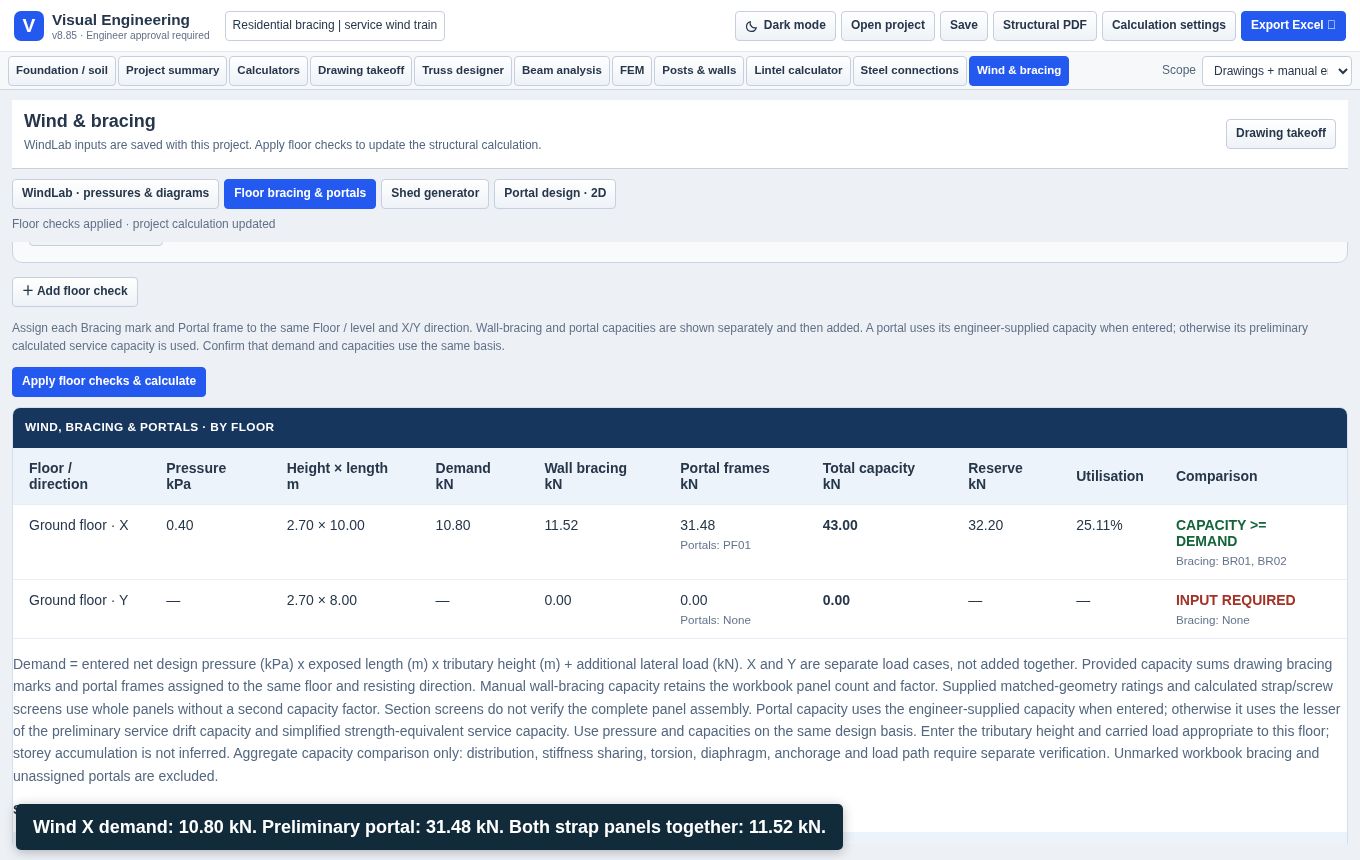 V
Visual Engineering
v8.85 · Engineer approval required
Residential bracing | service wind train
Dark mode
Open project
Save
Structural PDF
Calculation settings
Export Excel
Foundation / soil
Project summary
Calculators
Drawing takeoff
Truss designer
Beam analysis
FEM
Posts & walls
Lintel calculator
Steel connections
Wind & bracing
Scope
Drawings + manual e
Wind & bracing
WindLab inputs are saved with this project. Apply floor checks to update the structural calculation.
Drawing takeoff
WindLab · pressures & diagrams
Floor bracing & portals
Shed generator
Portal design · 2D
Floor checks applied · project calculation updated
+ Add floor check
Assign each Bracing mark and Portal frame to the same Floor / level and X/Y direction. Wall-bracing and portal capacities are shown separately and then added. A portal uses its engineer-supplied capacity when entered; otherwise its preliminary
calculated service capacity is used. Confirm that demand and capacities use the same basis.
Apply floor checks & calculate
WIND, BRACING & PORTALS · BY FLOOR
Floor / direction Pressure kPa Height × length m Demand kN Wall bracing kN Portal frames kN Total capacity kN Reserve kN Utilisation Comparison
Ground floor · X 0.40 2.70 × 10.00 10.80 11.52 31.48 43.00 32.20 25.11% CAPACITY >= DEMAND
Portals: PF01 Bracing: BR01, BR02
Ground floor · Y — 2.70 × 8.00 — 0.00 0.00 0.00 — — INPUT REQUIRED
Portals: None Bracing: None
Demand = entered net design pressure (kPa) x exposed length (m) x tributary height (m) + additional lateral load (kN). X and Y are separate load cases, not added together. Provided capacity sums drawing bracing
marks and portal frames assigned to the same floor and resisting direction. Manual wall-bracing capacity retains the workbook panel count and factor. Supplied matched-geometry ratings and calculated strap/screw
screens use whole panels without a second capacity factor. Section screens do not verify the complete panel assembly. Portal capacity uses the engineer-supplied capacity when entered; otherwise it uses the lesser
of the preliminary service drift capacity and simplified strength-equivalent service capacity. Use pressure and capacities on the same design basis. Enter the tributary height and carried load appropriate to this floor;
storey accumulation is not inferred. Aggregate capacity comparison only: distribution, stiffness sharing, torsion, diaphragm, anchorage and load path require separate verification. Unmarked workbook bracing and
unassigned portals are excluded.
Wind X demand: 10.80 kN. Preliminary portal: 31.48 kN. Both strap panels together: 11.52 kN.